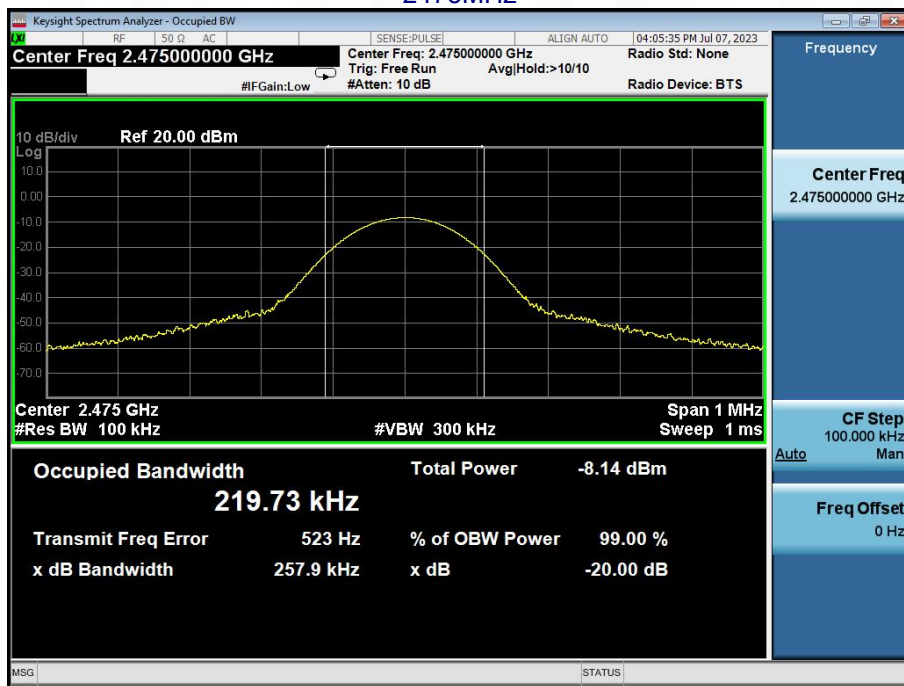 Keysight Spectrum Analyzer - Occupied BW
LXI RF 50 Ω AC SENSE:PULSE ALIGN AUTO 04:05:35 PM Jul 07, 2023
Center Freq 2.475000000 GHz
Center Freq: 2.475000000 GHz Radio Std: None
Trig: Free Run Avg|Hold:>10/10
#IFGain:Low #Atten: 10 dB Radio Device: BTS
Frequency
10 dB/div Ref 20.00 dBm
Log
10.0
0.00
-10.0
-20.0
-30.0
-40.0
-50.0
-60.0
-70.0
Center 2.475 GHz Span 1 MHz
#Res BW 100 kHz #VBW 300 kHz Sweep 1 ms
Occupied Bandwidth Total Power -8.14 dBm
219.73 kHz
Transmit Freq Error 523 Hz % of OBW Power 99.00 %
x dB Bandwidth 257.9 kHz x dB -20.00 dB
Center Freq
2.475000000 GHz
CF Step
100.000 kHz
Auto Man
Freq Offset
0 Hz
MSG STATUS